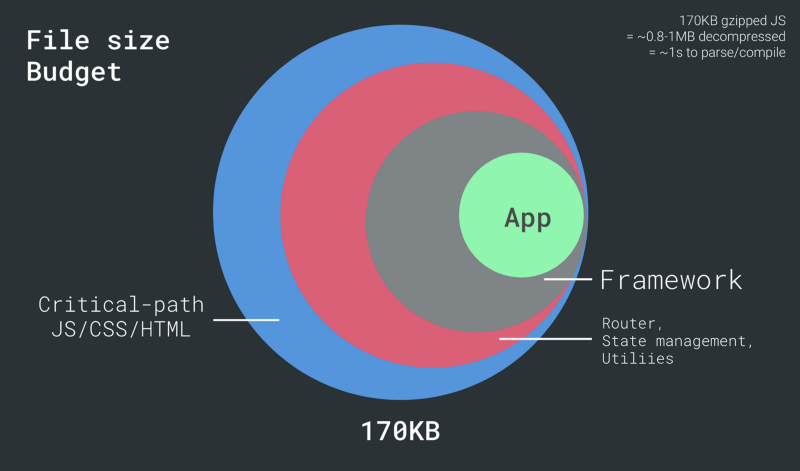 File size
Budget
170KB gzipped JS
= ~0.8-1MB decompressed
= ~1s to parse/compile
App
Framework
Critical-path
JS/CSS/HTML
Router,
State management,
Utiliies
170KB